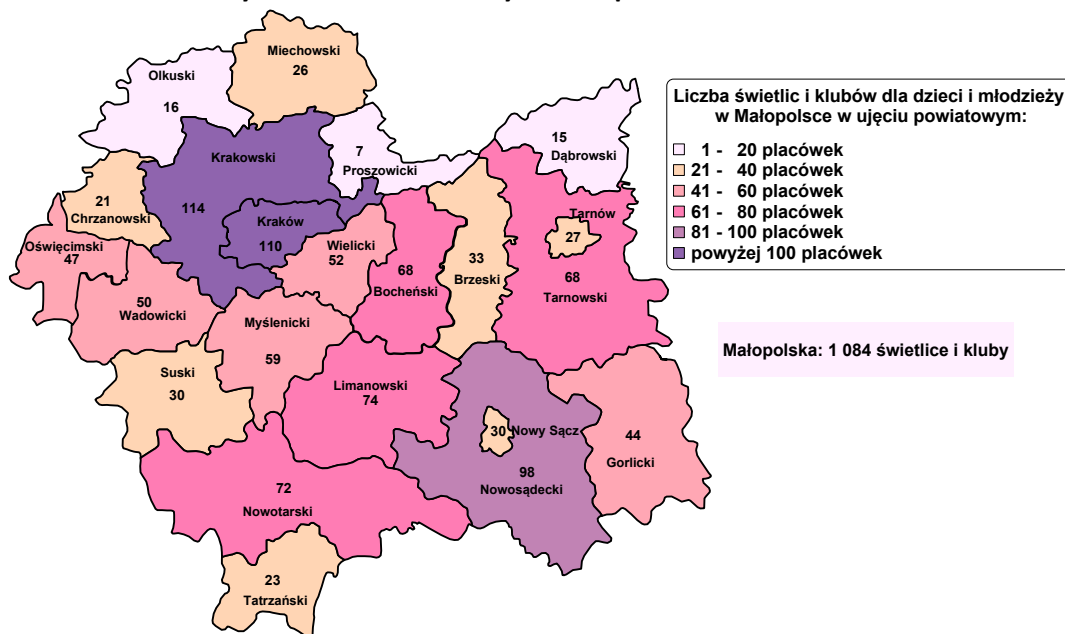 Miechowski
26
Olkuski
16
Krakowski
114
7
Proszowicki
15
Dąbrowski
21
Chrzanowski
Kraków
110
Oświęcimski
47
Wielicki
52
68
Bocheński
33
Brzeski
Tarnów
27
68
Tarnowski
50
Wadowicki
Myślenicki
59
Suski
30
Limanowski
74
30 Nowy Sącz
98
Nowosądecki
44
Gorlicki
72
Nowotarski
23
Tatrzański
Liczba świetlic i klubów dla dzieci i młodzieży
w Małopolsce w ujęciu powiatowym:
1 - 20 placówek
21 - 40 placówek
41 - 60 placówek
61 - 80 placówek
81 - 100 placówek
powyżej 100 placówek
Małopolska: 1 084 świetlice i kluby